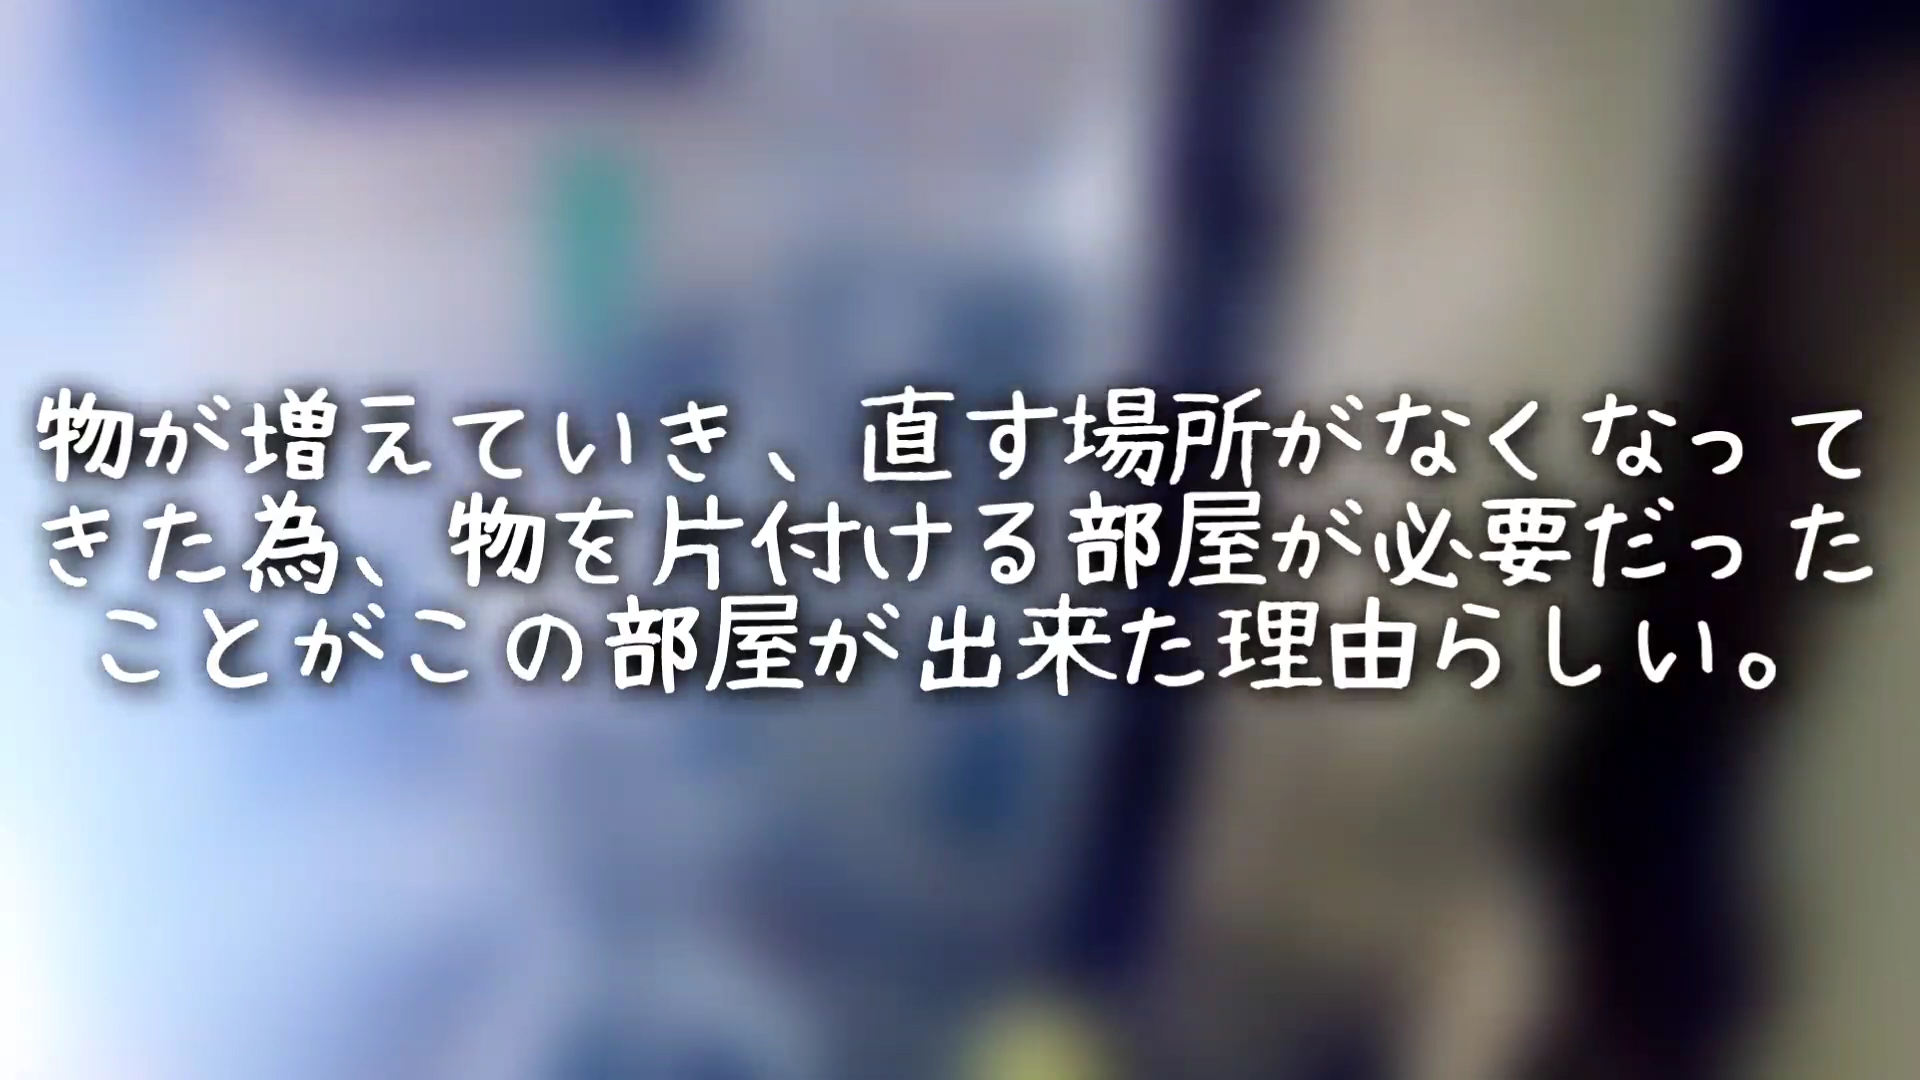 物が増えていき、直す場所がなくなって
きた為、物を片付ける部屋が必要だった
ことがこの部屋が出来た理由らしい。